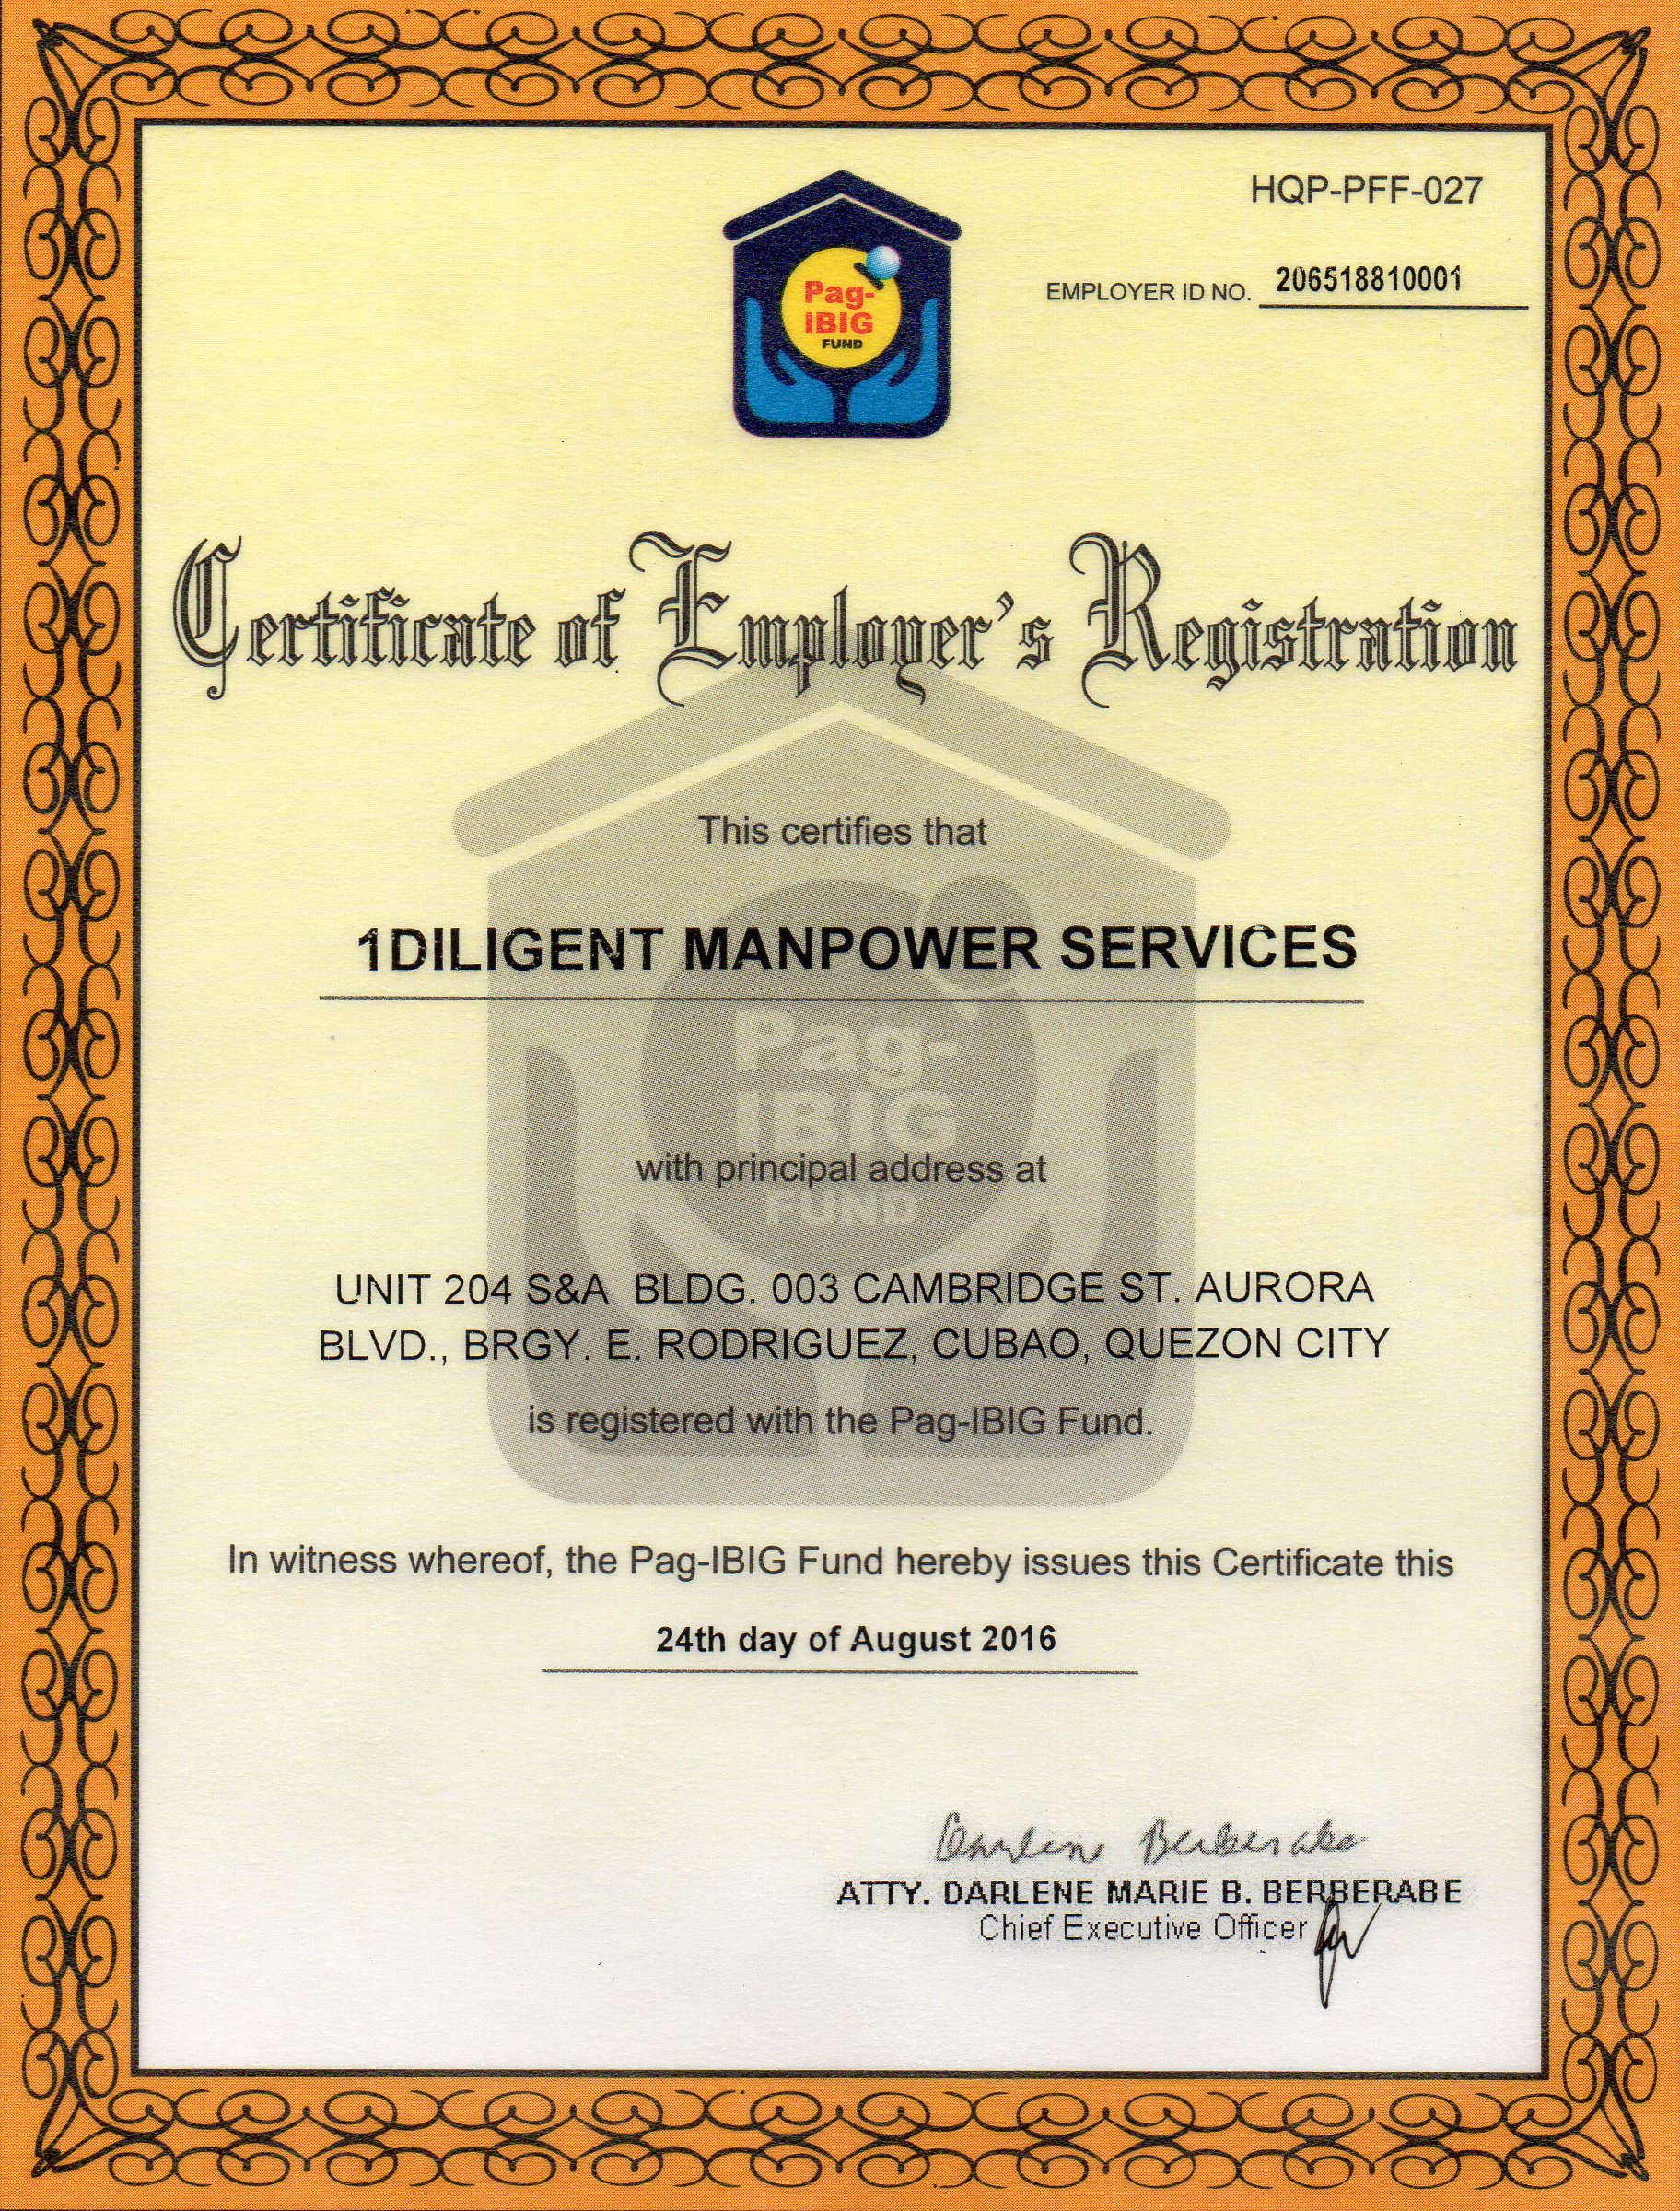 HQP-PFF-027
Pag-
IBIG
FUND
EMPLOYER ID NO. 206518810001
Certificate of Employer's Registration
This certifies that
1DILIGENT MANPOWER SERVICES
Pag-
IBIG
with principal address at
FUND
UNIT 204 S&A BLDG. 003 CAMBRIDGE ST. AURORA
BLVD., BRGY. E. RODRIGUEZ, CUBAO, QUEZON CITY
is registered with the Pag-IBIG Fund.
In witness whereof, the Pag-IBIG Fund hereby issues this Certificate this
24th day of August 2016
Darlene Berberabe
ATTY. DARLENE MARIE B. BERBERABE
Chief Executive Officer